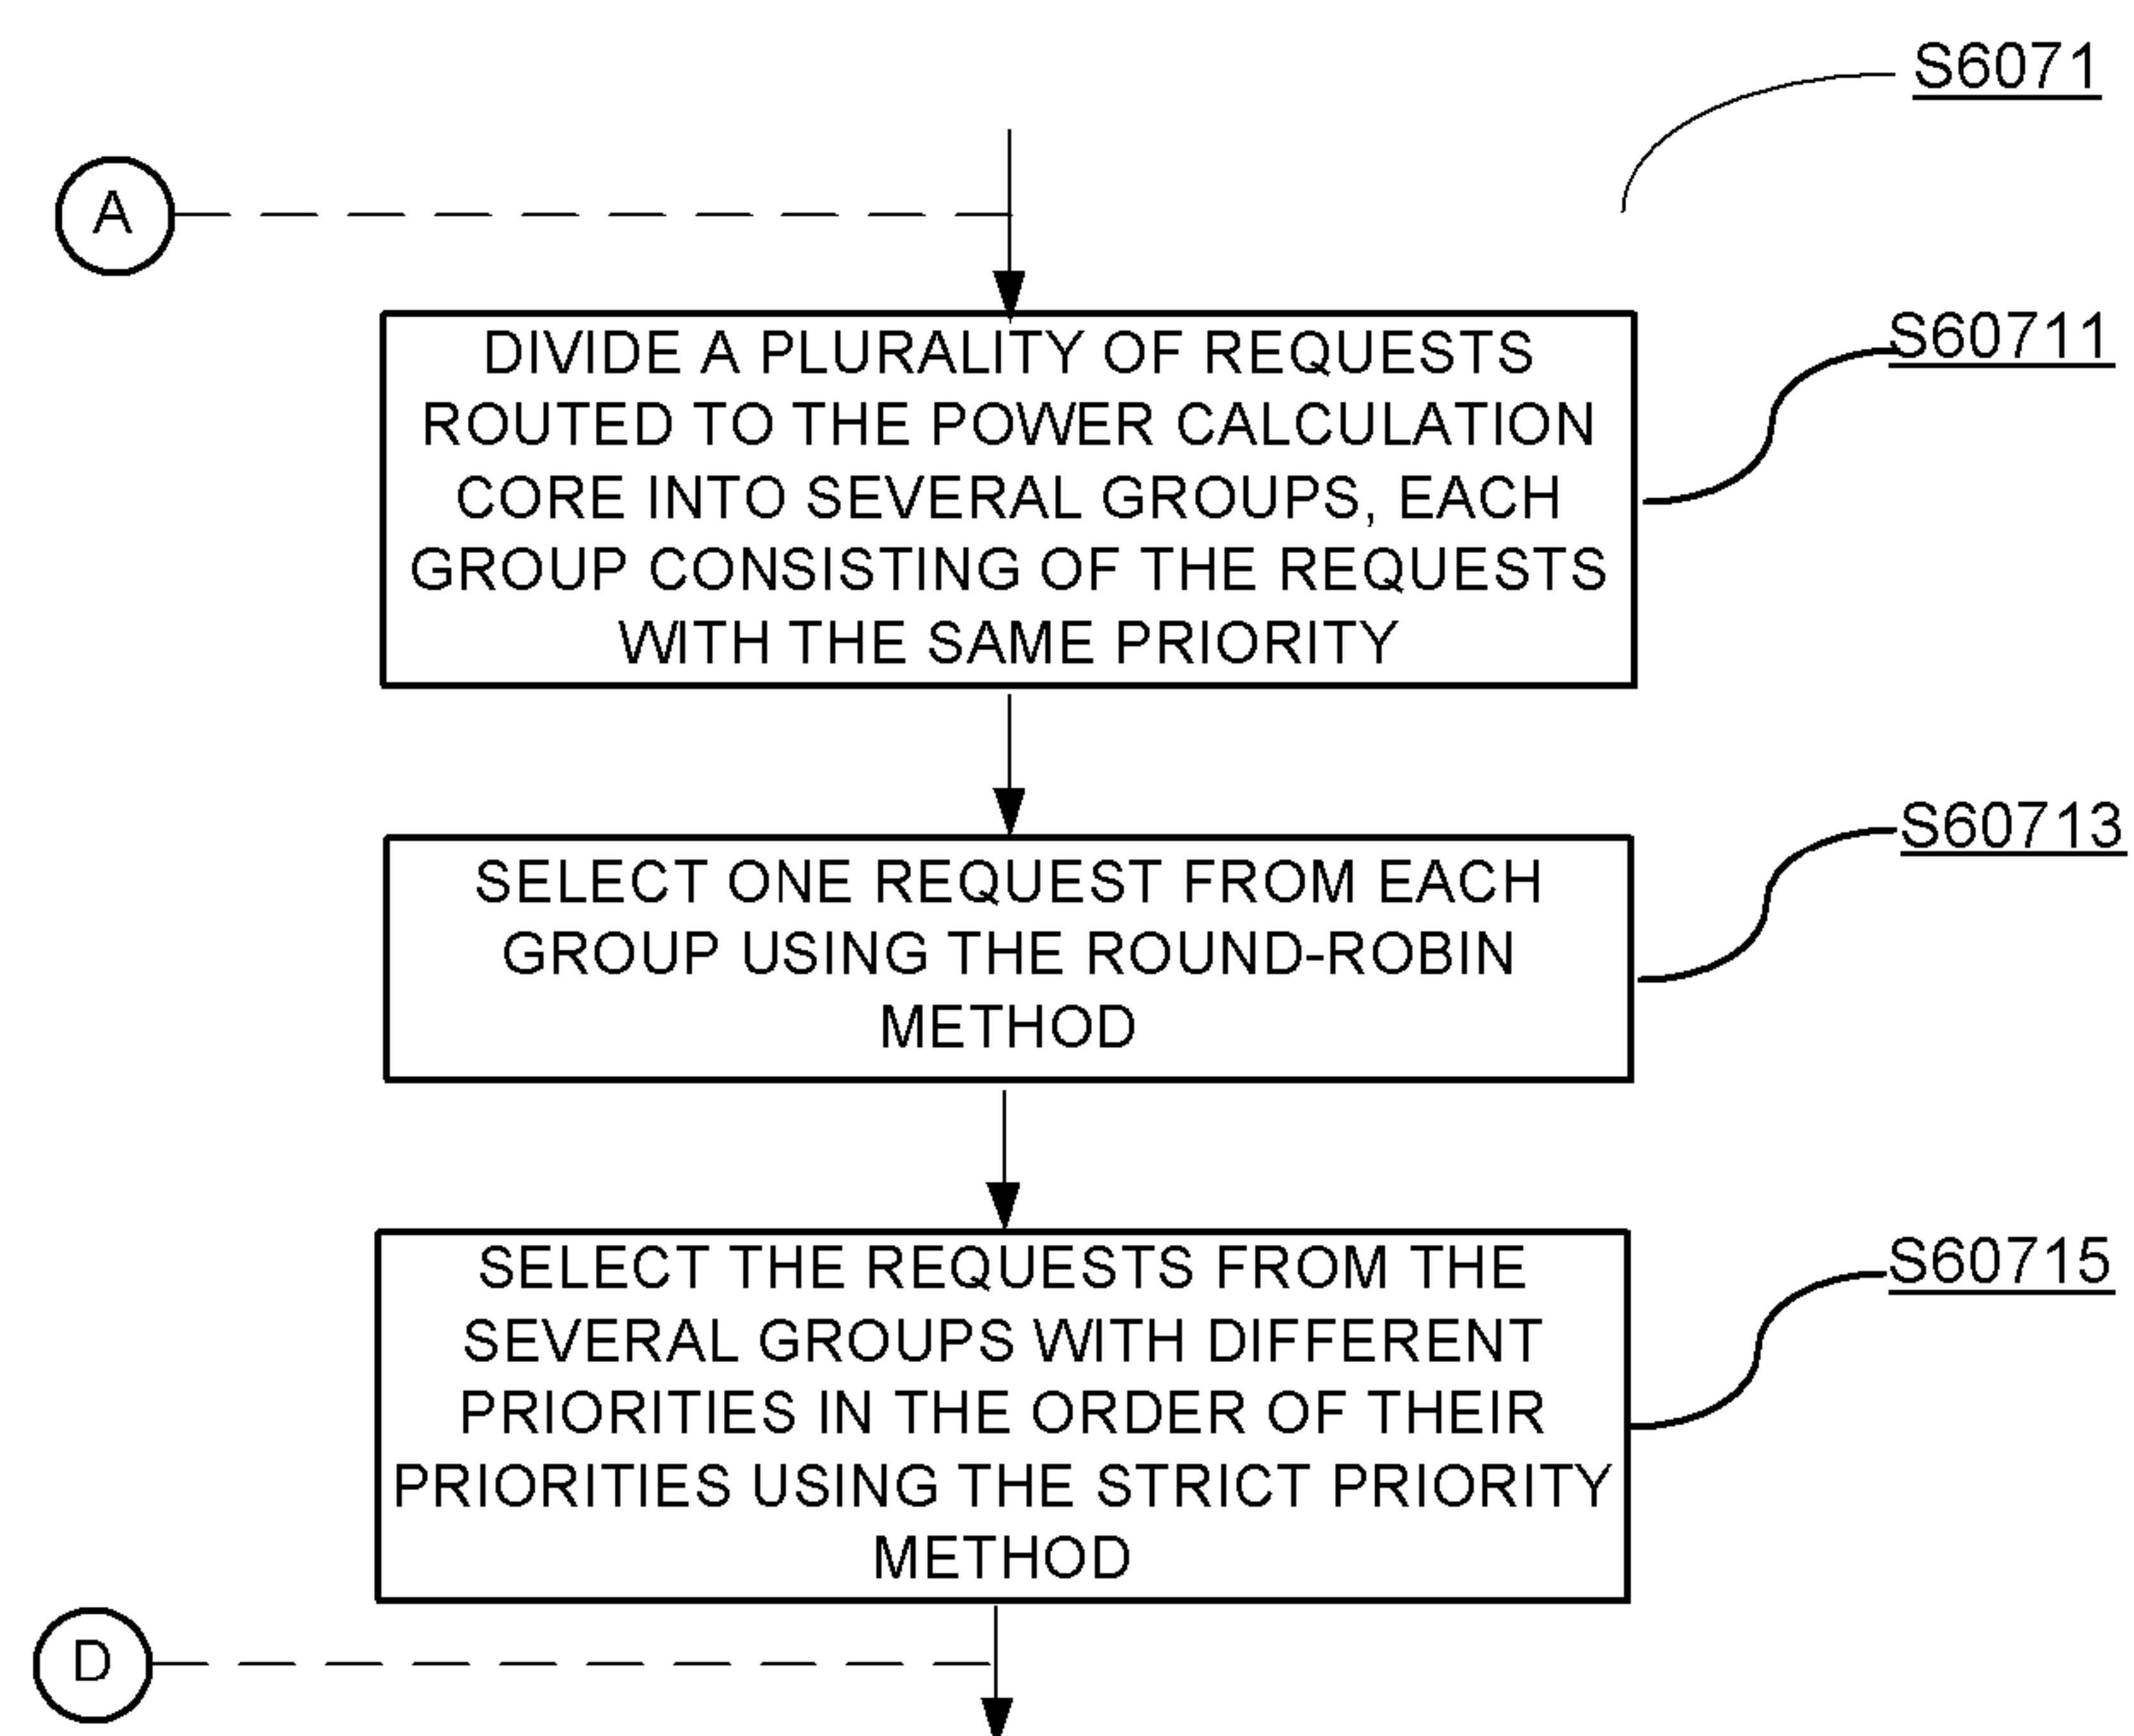 S6071
A
DIVIDE A PLURALITY OF REQUESTS
ROUTED TO THE POWER CALCULATION
CORE INTO SEVERAL GROUPS, EACH
GROUP CONSISTING OF THE REQUESTS
WITH THE SAME PRIORITY
S60711
SELECT ONE REQUEST FROM EACH
GROUP USING THE ROUND-ROBIN
METHOD
S60713
SELECT THE REQUESTS FROM THE
SEVERAL GROUPS WITH DIFFERENT
PRIORITIES IN THE ORDER OF THEIR
PRIORITIES USING THE STRICT PRIORITY
METHOD
S60715
D